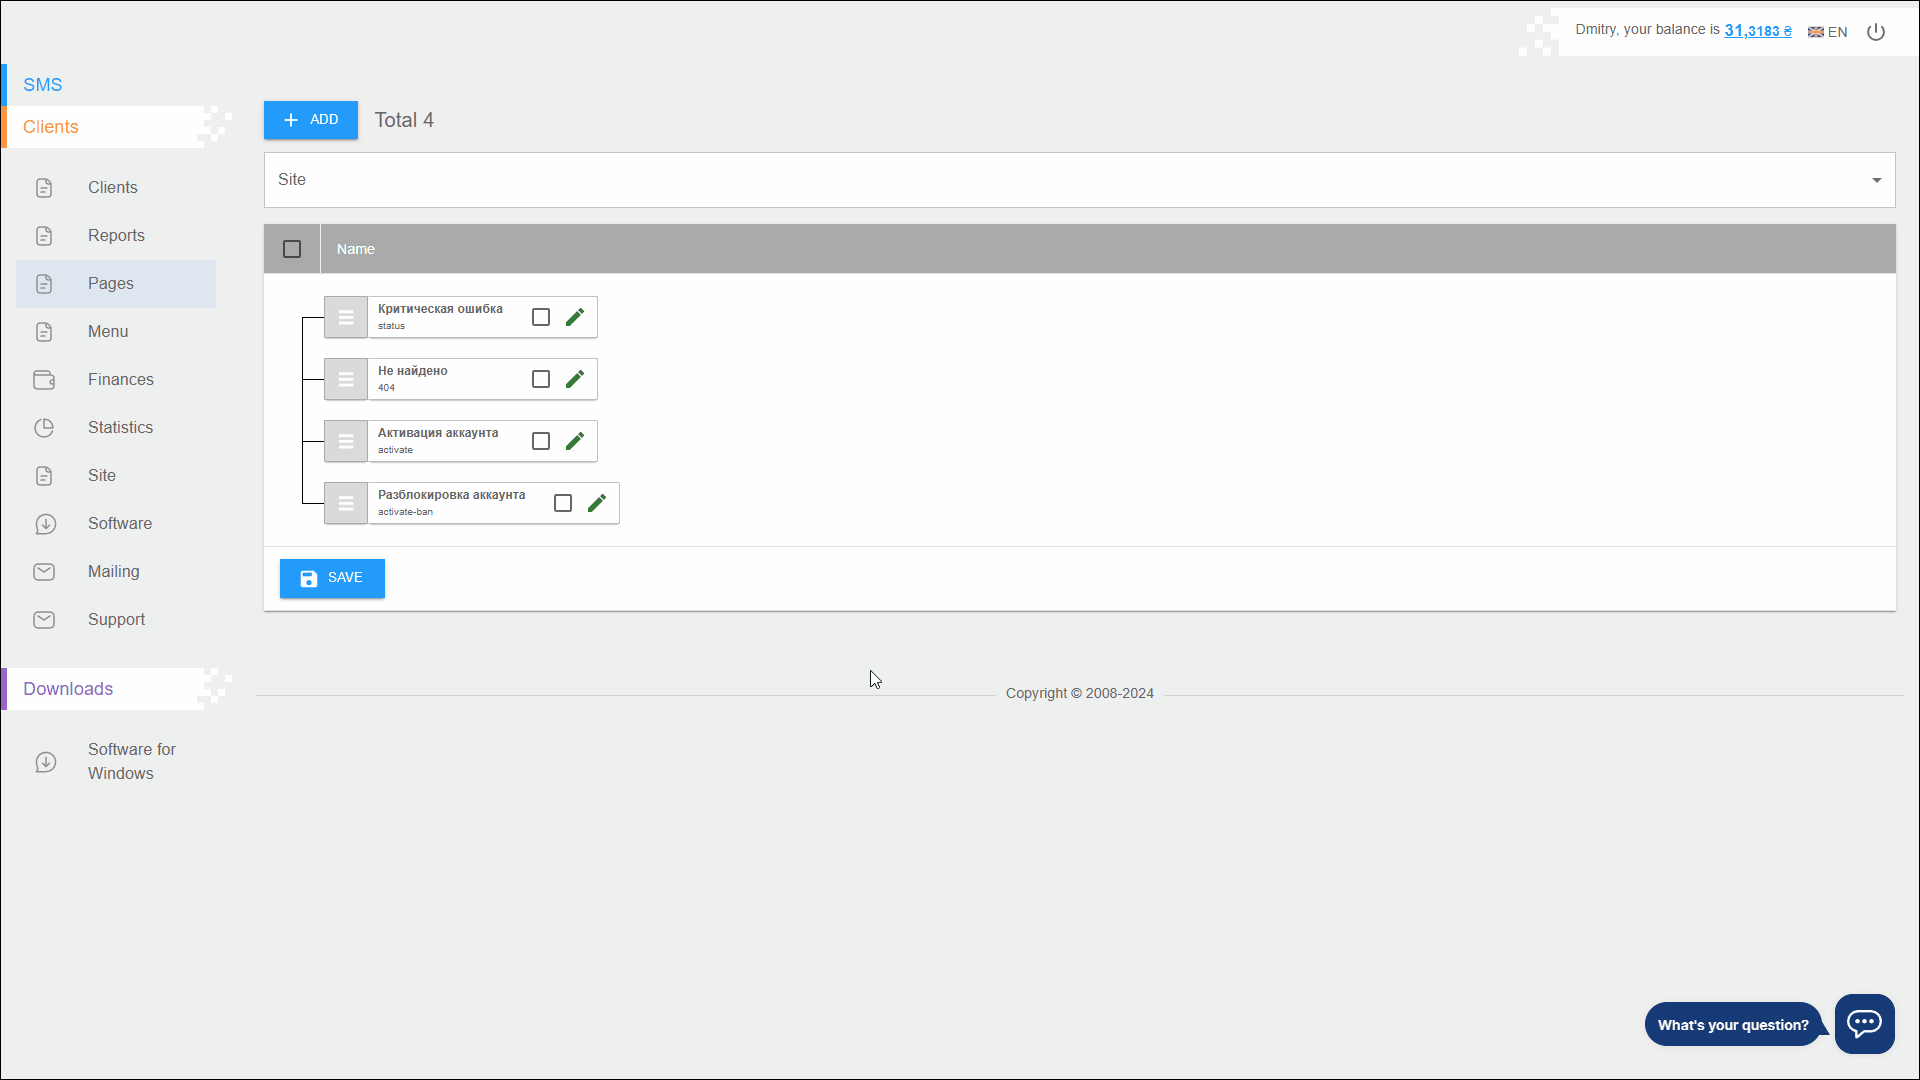 Dmitry, your balance is 31,3183 ₴
EN
SMS
Clients
Clients
Reports
Pages
Menu
Finances
Statistics
Site
Software
Mailing
Support
Downloads
Software for
Windows
ADD
Total 4
Site
Name
Критическая ошибка
status
Не найдено
404
Активация аккаунта
activate
Разблокировка аккаунта
activate-ban
SAVE
Copyright © 2008-2024
What's your question?